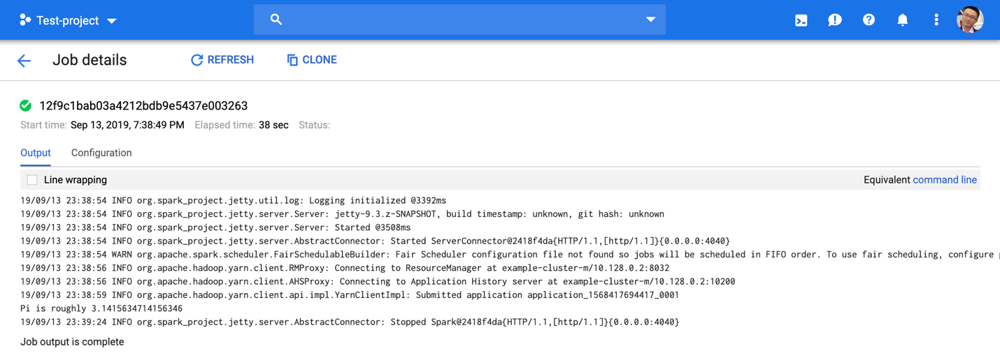 Test-project
Job details REFRESH CLONE
12f9c1bab03a4212bdb9e5437e003263
Start time: Sep 13, 2019, 7:38:49 PM Elapsed time: 38 sec Status:
Output Configuration
Line wrapping Equivalent command line
19/09/13 23:38:54 INFO org.spark_project.jetty.util.log: Logging initialized @3392ms
19/09/13 23:38:54 INFO org.spark_project.jetty.server.Server: jetty-9.3.z-SNAPSHOT, build timestamp: unknown, git hash: unknown
19/09/13 23:38:54 INFO org.spark_project.jetty.server.Server: Started @3508ms
19/09/13 23:38:54 INFO org.spark_project.jetty.server.AbstractConnector: Started ServerConnector@2418f4da{HTTP/1.1,[http/1.1]}{0.0.0.0:4040}
19/09/13 23:38:54 WARN org.apache.spark.scheduler.FairSchedulableBuilder: Fair Scheduler configuration file not found so jobs will be scheduled in FIFO order. To use fair scheduling, configure
19/09/13 23:38:56 INFO org.apache.hadoop.yarn.client.RMProxy: Connecting to ResourceManager at example-cluster-m/10.128.0.2:8032
19/09/13 23:38:56 INFO org.apache.hadoop.yarn.client.AHSProxy: Connecting to Application History server at example-cluster-m/10.128.0.2:10200
19/09/13 23:38:59 INFO org.apache.hadoop.yarn.client.api.impl.YarnClientImpl: Submitted application application_1568417694417_0001
Pi is roughly 3.1415634714156346
19/09/13 23:39:24 INFO org.spark_project.jetty.server.AbstractConnector: Stopped Spark@2418f4da{HTTP/1.1,[http/1.1]}{0.0.0.0:4040}
Job output is complete